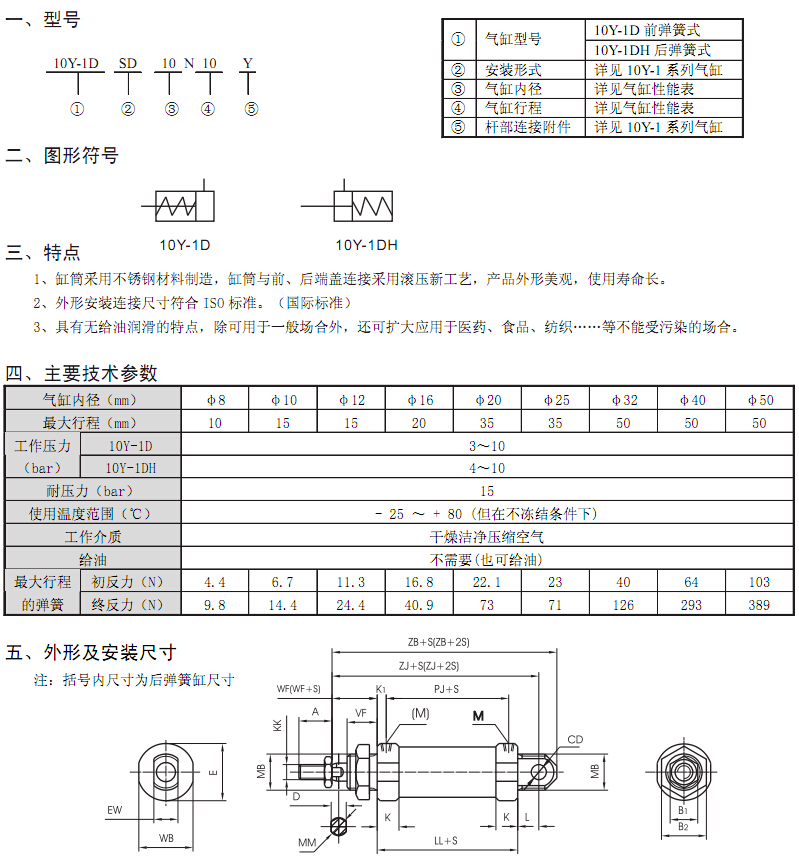 一、型号
10Y-1D SD 10 N 10 Y
① ② ③ ④ ⑤
① 气缸型号 10Y-1D 前弹簧式
10Y-1DH 后弹簧式
② 安装形式 详见 10Y-1 系列气缸
③ 气缸内径 详见气缸性能表
④ 气缸行程 详见气缸性能表
⑤ 杆部连接附件 详见 10Y-1 系列气缸
二、图形符号
10Y-1D 10Y-1DH
三、特点
1、缸筒采用不锈钢材料制造，缸筒与前、后端盖连接采用滚压新工艺，产品外形美观，使用寿命长。
2、外形安装连接尺寸符合 ISO 标准。（国际标准）
3、具有无给油润滑的特点，除可用于一般场合外，还可扩大应用于医药、食品、纺织……等不能受污染的场合。
四、主要技术参数
气缸内径（mm） φ8 φ10 φ12 φ16 φ20 φ25 φ32 φ40 φ50
最大行程（mm） 10 15 15 20 35 35 50 50 50
工作压力（bar） 10Y-1D 3～10
10Y-1DH 4～10
耐压力（bar） 15
使用温度范围（℃） - 25 ～ + 80 (但在不冻结条件下)
工作介质 干燥洁净压缩空气
给油 不需要(也可给油)
最大行程的弹簧 初反力（N） 4.4 6.7 11.3 16.8 22.1 23 40 64 103
终反力（N） 9.8 14.4 24.4 40.9 73 71 126 293 389
五、外形及安装尺寸
注：括号内尺寸为后弹簧缸尺寸
ZB+S(ZB+2S)
ZJ+S(ZJ+2S)
WF(WF+S) K1 PJ+S
A VF (M) M
KK CD
E MB MB
D
EW K K L B1
WB MM LL+S B2